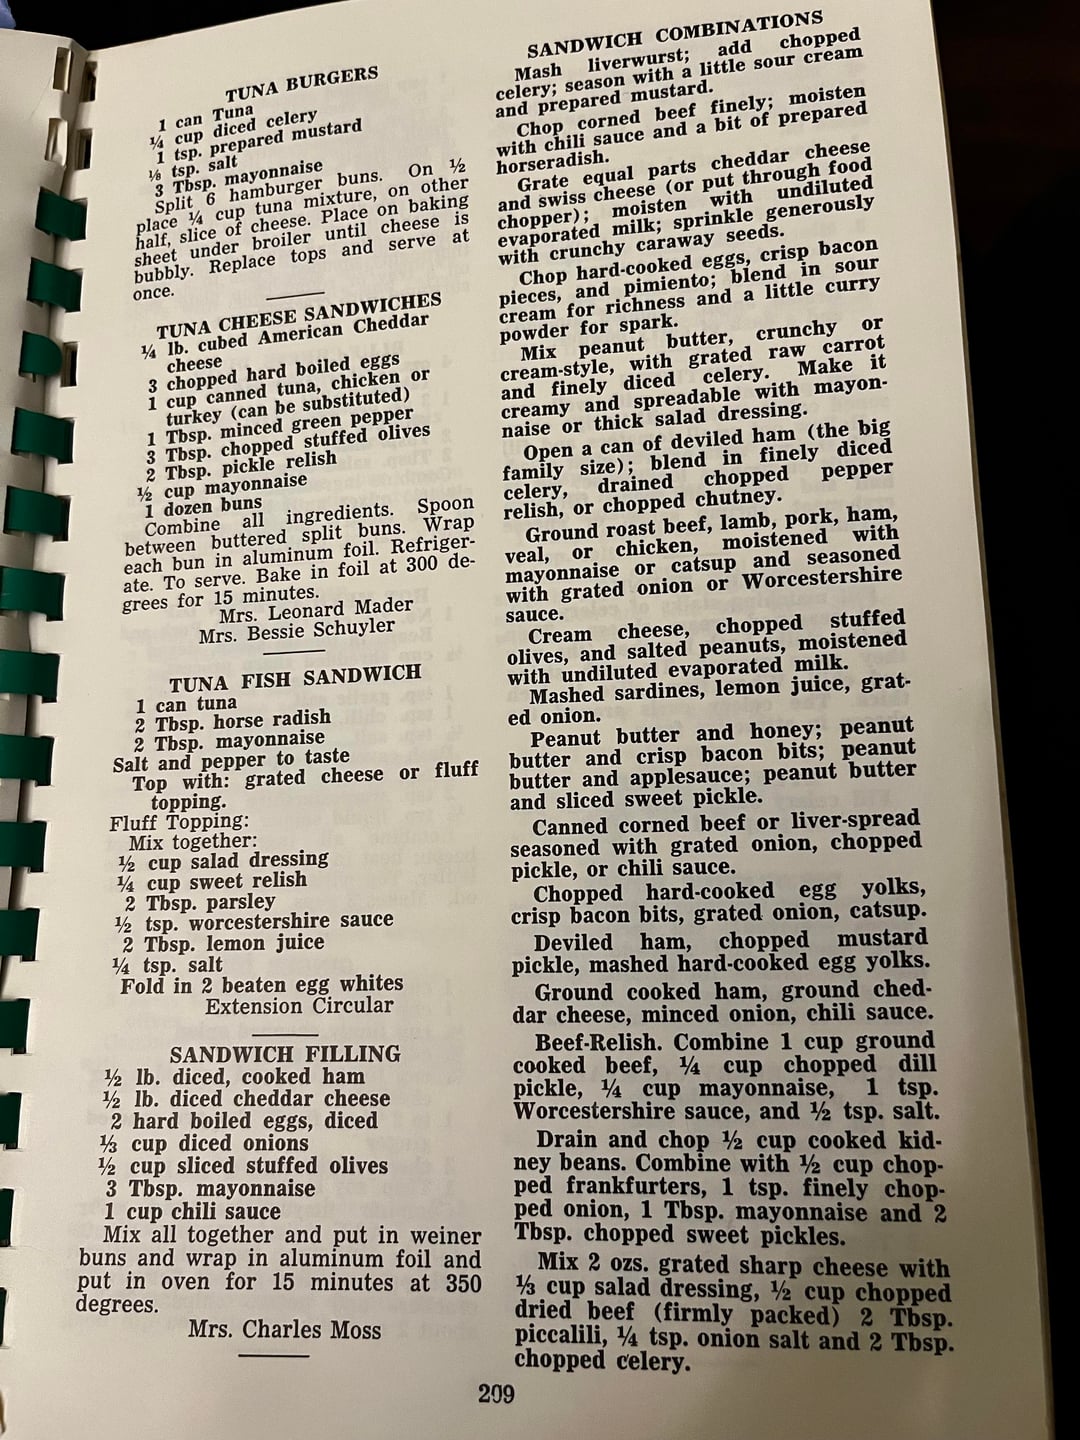 TUNA BURGERS
1 can Tuna
¼ cup diced celery
1 tsp. prepared mustard
⅛ tsp. salt
3 Tbsp. mayonnaise
Split 6 hamburger buns. On ½
place ¼ cup tuna mixture, on other
half, slice of cheese. Place on baking
sheet under broiler until cheese is
bubbly. Replace tops and serve at
once.
TUNA CHEESE SANDWICHES
¼ lb. cubed American Cheddar
cheese
3 chopped hard boiled eggs
1 cup canned tuna, chicken or
turkey (can be substituted)
1 Tbsp. minced green pepper
3 Tbsp. chopped stuffed olives
2 Tbsp. pickle relish
½ cup mayonnaise
1 dozen buns
Combine all ingredients. Spoon
between buttered split buns. Wrap
each bun in aluminum foil. Refriger-
ate. To serve. Bake in foil at 300 de-
grees for 15 minutes.
Mrs. Leonard Mader
Mrs. Bessie Schuyler
TUNA FISH SANDWICH
1 can tuna
2 Tbsp. horse radish
2 Tbsp. mayonnaise
Salt and pepper to taste
Top with: grated cheese or fluff
topping.
Fluff Topping:
Mix together:
½ cup salad dressing
¼ cup sweet relish
2 Tbsp. parsley
½ tsp. worcestershire sauce
2 Tbsp. lemon juice
¼ tsp. salt
Fold in 2 beaten egg whites
Extension Circular
SANDWICH FILLING
½ lb. diced, cooked ham
½ lb. diced cheddar cheese
2 hard boiled eggs, diced
⅓ cup diced onions
½ cup sliced stuffed olives
3 Tbsp. mayonnaise
1 cup chili sauce
Mix all together and put in weiner
buns and wrap in aluminum foil and
put in oven for 15 minutes at 350
degrees.
Mrs. Charles Moss
SANDWICH COMBINATIONS
Mash liverwurst; add chopped
celery; season with a little sour cream
and prepared mustard.
Chop corned beef finely; moisten
with chili sauce and a bit of prepared
horseradish.
Grate equal parts cheddar cheese
and swiss cheese (or put through food
chopper); moisten with undiluted
evaporated milk; sprinkle generously
with crunchy caraway seeds.
Chop hard-cooked eggs, crisp bacon
pieces, and pimiento; blend in sour
cream for richness and a little curry
powder for spark.
Mix peanut butter, crunchy or
cream-style, with grated raw carrot
and finely diced celery. Make it
creamy and spreadable with mayon-
naise or thick salad dressing.
Open a can of deviled ham (the big
family size); blend in finely diced
celery, drained chopped pepper
relish, or chopped chutney.
Ground roast beef, lamb, pork, ham,
veal, or chicken, moistened with
mayonnaise or catsup and seasoned
with grated onion or Worcestershire
sauce.
Cream cheese, chopped stuffed
olives, and salted peanuts, moistened
with undiluted evaporated milk.
Mashed sardines, lemon juice, grat-
ed onion.
Peanut butter and honey; peanut
butter and crisp bacon bits; peanut
butter and applesauce; peanut butter
and sliced sweet pickle.
Canned corned beef or liver-spread
seasoned with grated onion, chopped
pickle, or chili sauce.
Chopped hard-cooked egg yolks,
crisp bacon bits, grated onion, catsup.
Deviled ham, chopped mustard
pickle, mashed hard-cooked egg yolks.
Ground cooked ham, ground ched-
dar cheese, minced onion, chili sauce.
Beef-Relish. Combine 1 cup ground
cooked beef, ¼ cup chopped dill
pickle, ¼ cup mayonnaise, 1 tsp.
Worcestershire sauce, and ½ tsp. salt.
Drain and chop ½ cup cooked kid-
ney beans. Combine with ½ cup chop-
ped frankfurters, 1 tsp. finely chop-
ped onion, 1 Tbsp. mayonnaise and 2
Tbsp. chopped sweet pickles.
Mix 2 ozs. grated sharp cheese with
⅓ cup salad dressing, ½ cup chopped
dried beef (firmly packed) 2 Tbsp.
piccalili, ¼ tsp. onion salt and 2 Tbsp.
chopped celery.
209